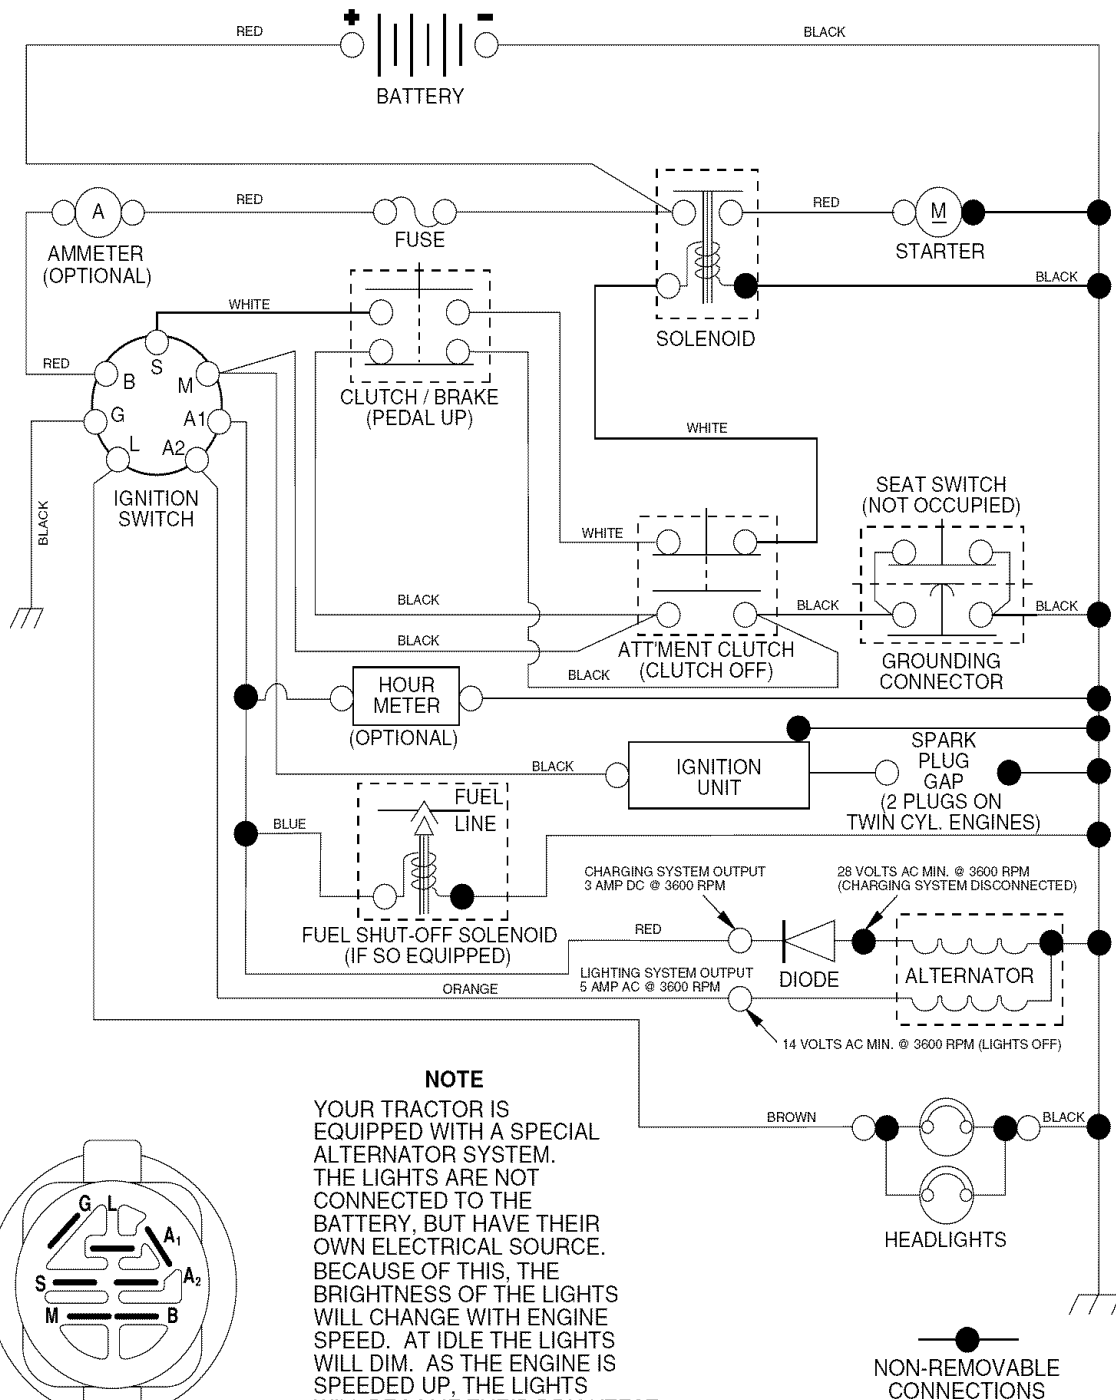 + -
RED
BLACK
BATTERY
A
RED
RED
M
AMMETER
(OPTIONAL)
FUSE
STARTER
BLACK
SOLENOID
WHITE
S
RED
B
M
G
A1
L
A2
CLUTCH / BRAKE
(PEDAL UP)
IGNITION
SWITCH
BLACK
WHITE
SEAT SWITCH
(NOT OCCUPIED)
WHITE
BLACK
BLACK
BLACK
BLACK
ATT'MENT CLUTCH
(CLUTCH OFF)
BLACK
GROUNDING
CONNECTOR
HOUR
METER
(OPTIONAL)
BLACK
IGNITION
UNIT
SPARK
PLUG
GAP
(2 PLUGS ON
TWIN CYL. ENGINES)
FUEL
LINE
BLUE
FUEL SHUT-OFF SOLENOID
(IF SO EQUIPPED)
CHARGING SYSTEM OUTPUT
3 AMP DC @ 3600 RPM
28 VOLTS AC MIN. @ 3600 RPM
(CHARGING SYSTEM DISCONNECTED)
RED
DIODE
ALTERNATOR
LIGHTING SYSTEM OUTPUT
5 AMP AC @ 3600 RPM
ORANGE
14 VOLTS AC MIN. @ 3600 RPM (LIGHTS OFF)
BROWN
BLACK
HEADLIGHTS
NOTE
YOUR TRACTOR IS
EQUIPPED WITH A SPECIAL
ALTERNATOR SYSTEM.
THE LIGHTS ARE NOT
CONNECTED TO THE
BATTERY, BUT HAVE THEIR
OWN ELECTRICAL SOURCE.
BECAUSE OF THIS, THE
BRIGHTNESS OF THE LIGHTS
WILL CHANGE WITH ENGINE
SPEED. AT IDLE THE LIGHTS
WILL DIM. AS THE ENGINE IS
SPEEDED UP, THE LIGHTS
G L
A1
A2
S
M
B
NON-REMOVABLE
CONNECTIONS